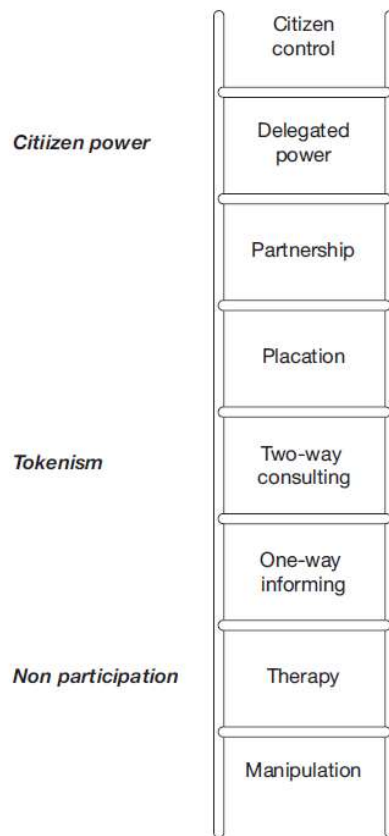 Citizen
control
Citiizen power
Delegated
power
Partnership
Placation
Tokenism
Two-way
consulting
One-way
informing
Non participation
Therapy
Manipulation